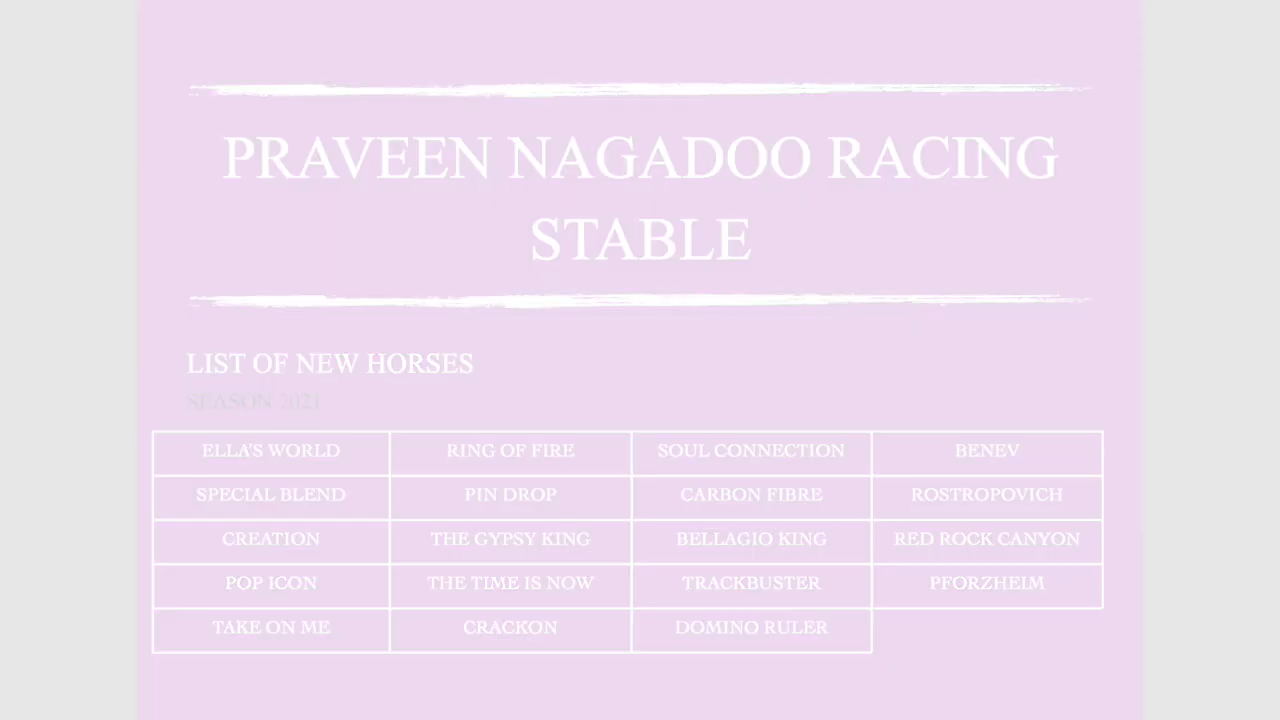 PRAVEEN NAGADOO RACING
STABLE
LIST OF NEW HORSES
SEASON 2021
ELLA'S WORLD RING OF FIRE SOUL CONNECTION BENEV
SPECIAL BLEND PIN DROP CARBON FIBRE ROSTROPOVICH
CREATION THE GYPSY KING BELLAGIO KING RED ROCK CANYON
POP ICON THE TIME IS NOW TRACKBUSTER PFORZHEIM
TAKE ON ME CRACKON DOMINO RULER